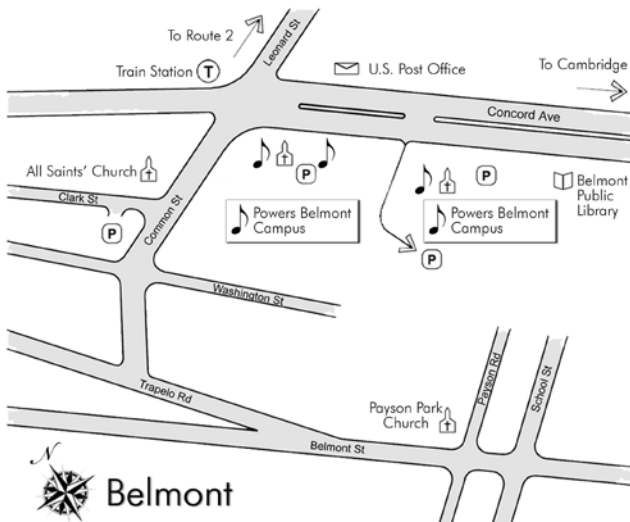 To Route 2
Leonard St
Train Station T
U.S. Post Office
To Cambridge
Concord Ave
All Saints' Church
P
P
Clark St
Belmont
Public
Library
P
Common St
Powers Belmont
Campus
Powers Belmont
Campus
P
Washington St
Payson Rd
School St
Trapelo Rd
Payson Park
Church
Belmont St
N
Belmont